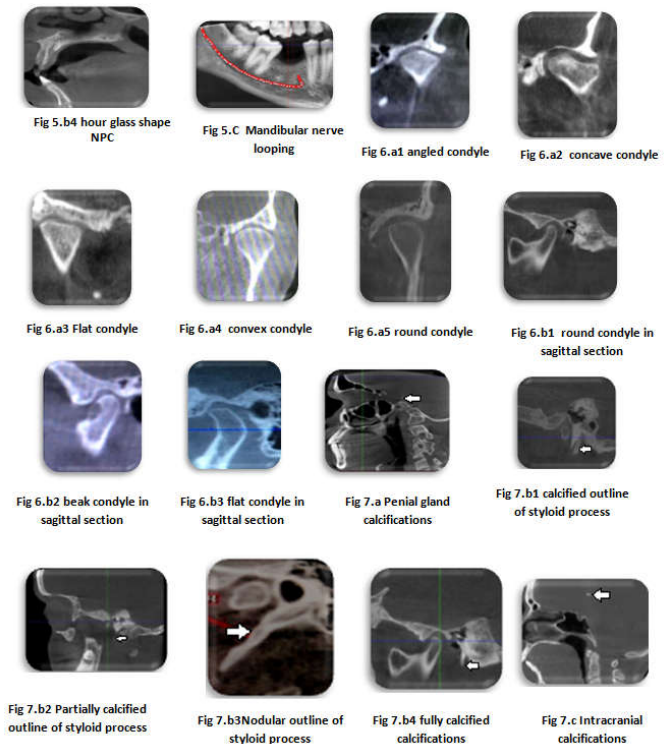 Fig 5.b4 hour glass shape
NPC
Fig 5.C Mandibular nerve
looping
Fig 6.a1 angled condyle
Fig 6.a2 concave condyle
Fig 6.a3 Flat condyle
Fig 6.a4 convex condyle
Fig 6.a5 round condyle
Fig 6.b1 round condyle in
sagittal section
Fig 6.b2 beak condyle in
sagittal section
Fig 6.b3 flat condyle in
sagittal section
Fig 7.a Penial gland
calcifications
Fig 7.b1 calcified outline
of styloid process
Fig 7.b2 Partially calcified
outline of styloid process
Fig 7.b3Nodular outline of
styloid process
Fig 7.b4 fully calcified
calcifications
Fig 7.c Intracranial
calcifications